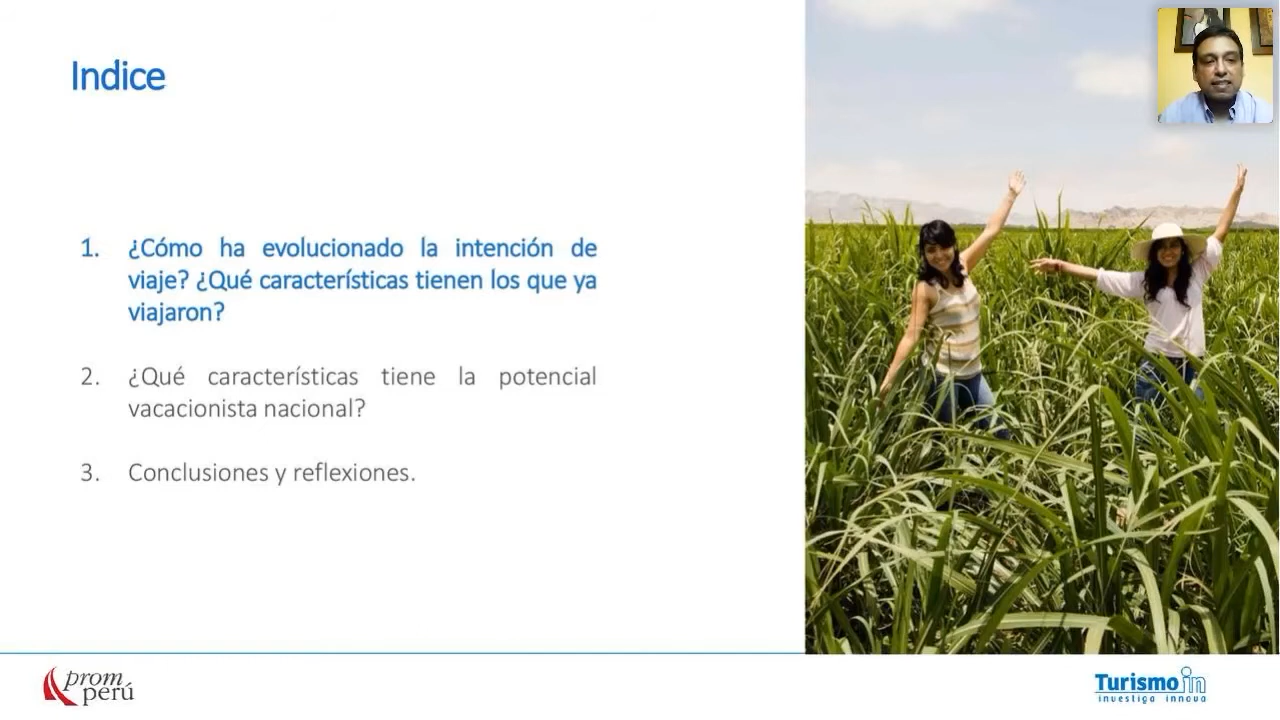 Indice
1. ¿Cómo ha evolucionado la intención de
viaje? ¿Qué características tienen los que ya
viajaron?
2. ¿Qué características tiene la potencial
vacacionista nacional?
3. Conclusiones y reflexiones.
prom
perú
Turismo in
investiga innova